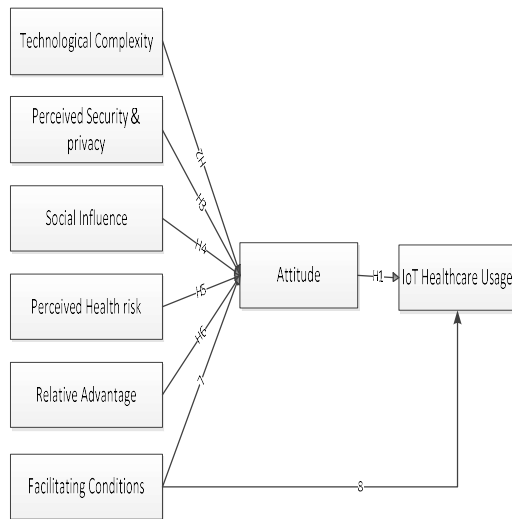 Technological Complexity
Perceived Security &
privacy
Social Influence
Perceived Health risk
Relative Advantage
Facilitating Conditions
H2
H3
H4
H5
H6
7
Attitude
H1
IoT Healthcare Usage
8